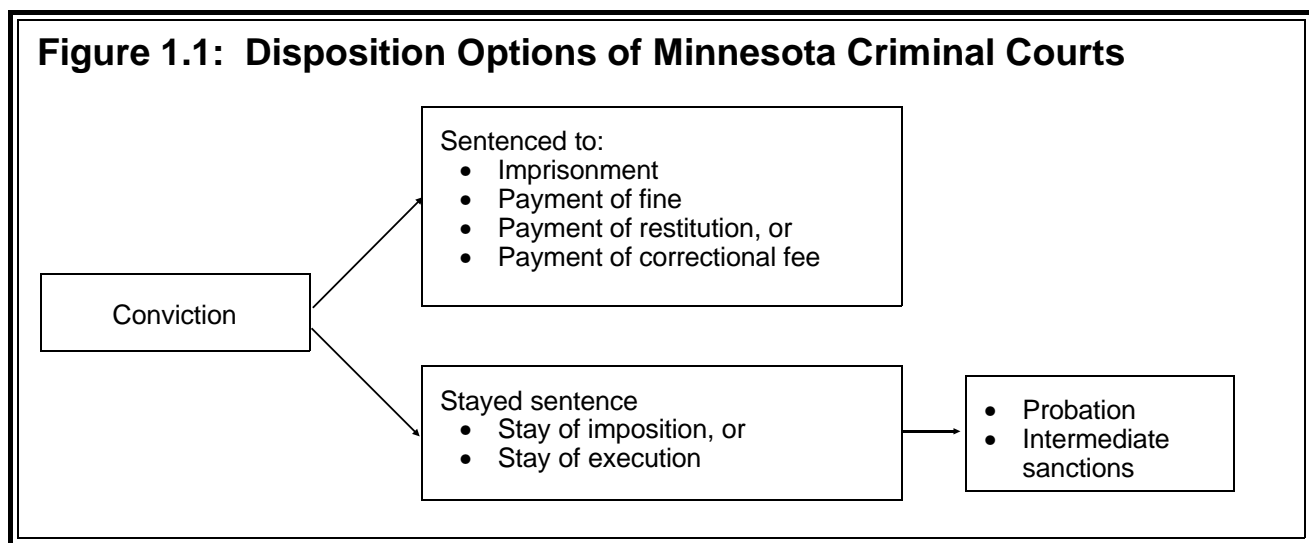 Figure 1.1: Disposition Options of Minnesota Criminal Courts
Sentenced to:
• Imprisonment
• Payment of fine
• Payment of restitution, or
• Payment of correctional fee
Conviction
Stayed sentence
• Stay of imposition, or
• Stay of execution
• Probation
• Intermediate
sanctions